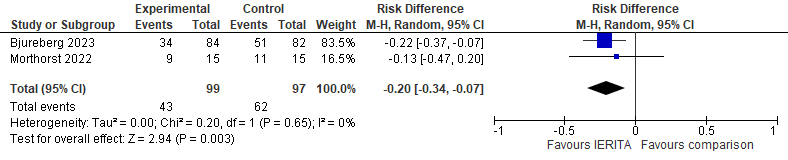 Experimental Control Risk Difference Risk Difference
Study or Subgroup Events Total Events Total Weight M-H, Random, 95% CI M-H, Random, 95% CI
Bjureberg 2023 34 84 51 82 83.5% -0.22 [-0.37, -0.07]
Morthorst 2022 9 15 11 15 16.5% -0.13 [-0.47, 0.20]
Total (95% CI) 99 97 100.0% -0.20 [-0.34, -0.07]
Total events 43 62
Heterogeneity: Tau² = 0.00; Chi² = 0.20, df = 1 (P = 0.65); I² = 0%
Test for overall effect: Z = 2.94 (P = 0.003)
-1 -0.5 0 0.5 1
Favours IERITA Favours comparison